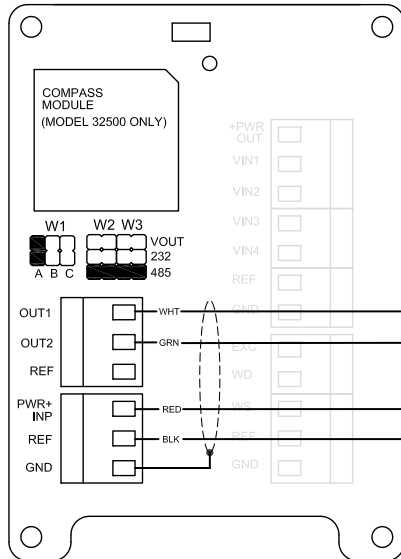 COMPASS
MODULE
(MODEL 32500 ONLY)
+PWR
OUT
VIN1
VIN2
VIN3
VIN4
REF
GND
EXC
WD
WS
REF
GND
W1
A B C
W2 W3
VOUT
232
485
OUT1
WHT
OUT2
GRN
REF
PWR+
INP
RED
REF
BLK
GND